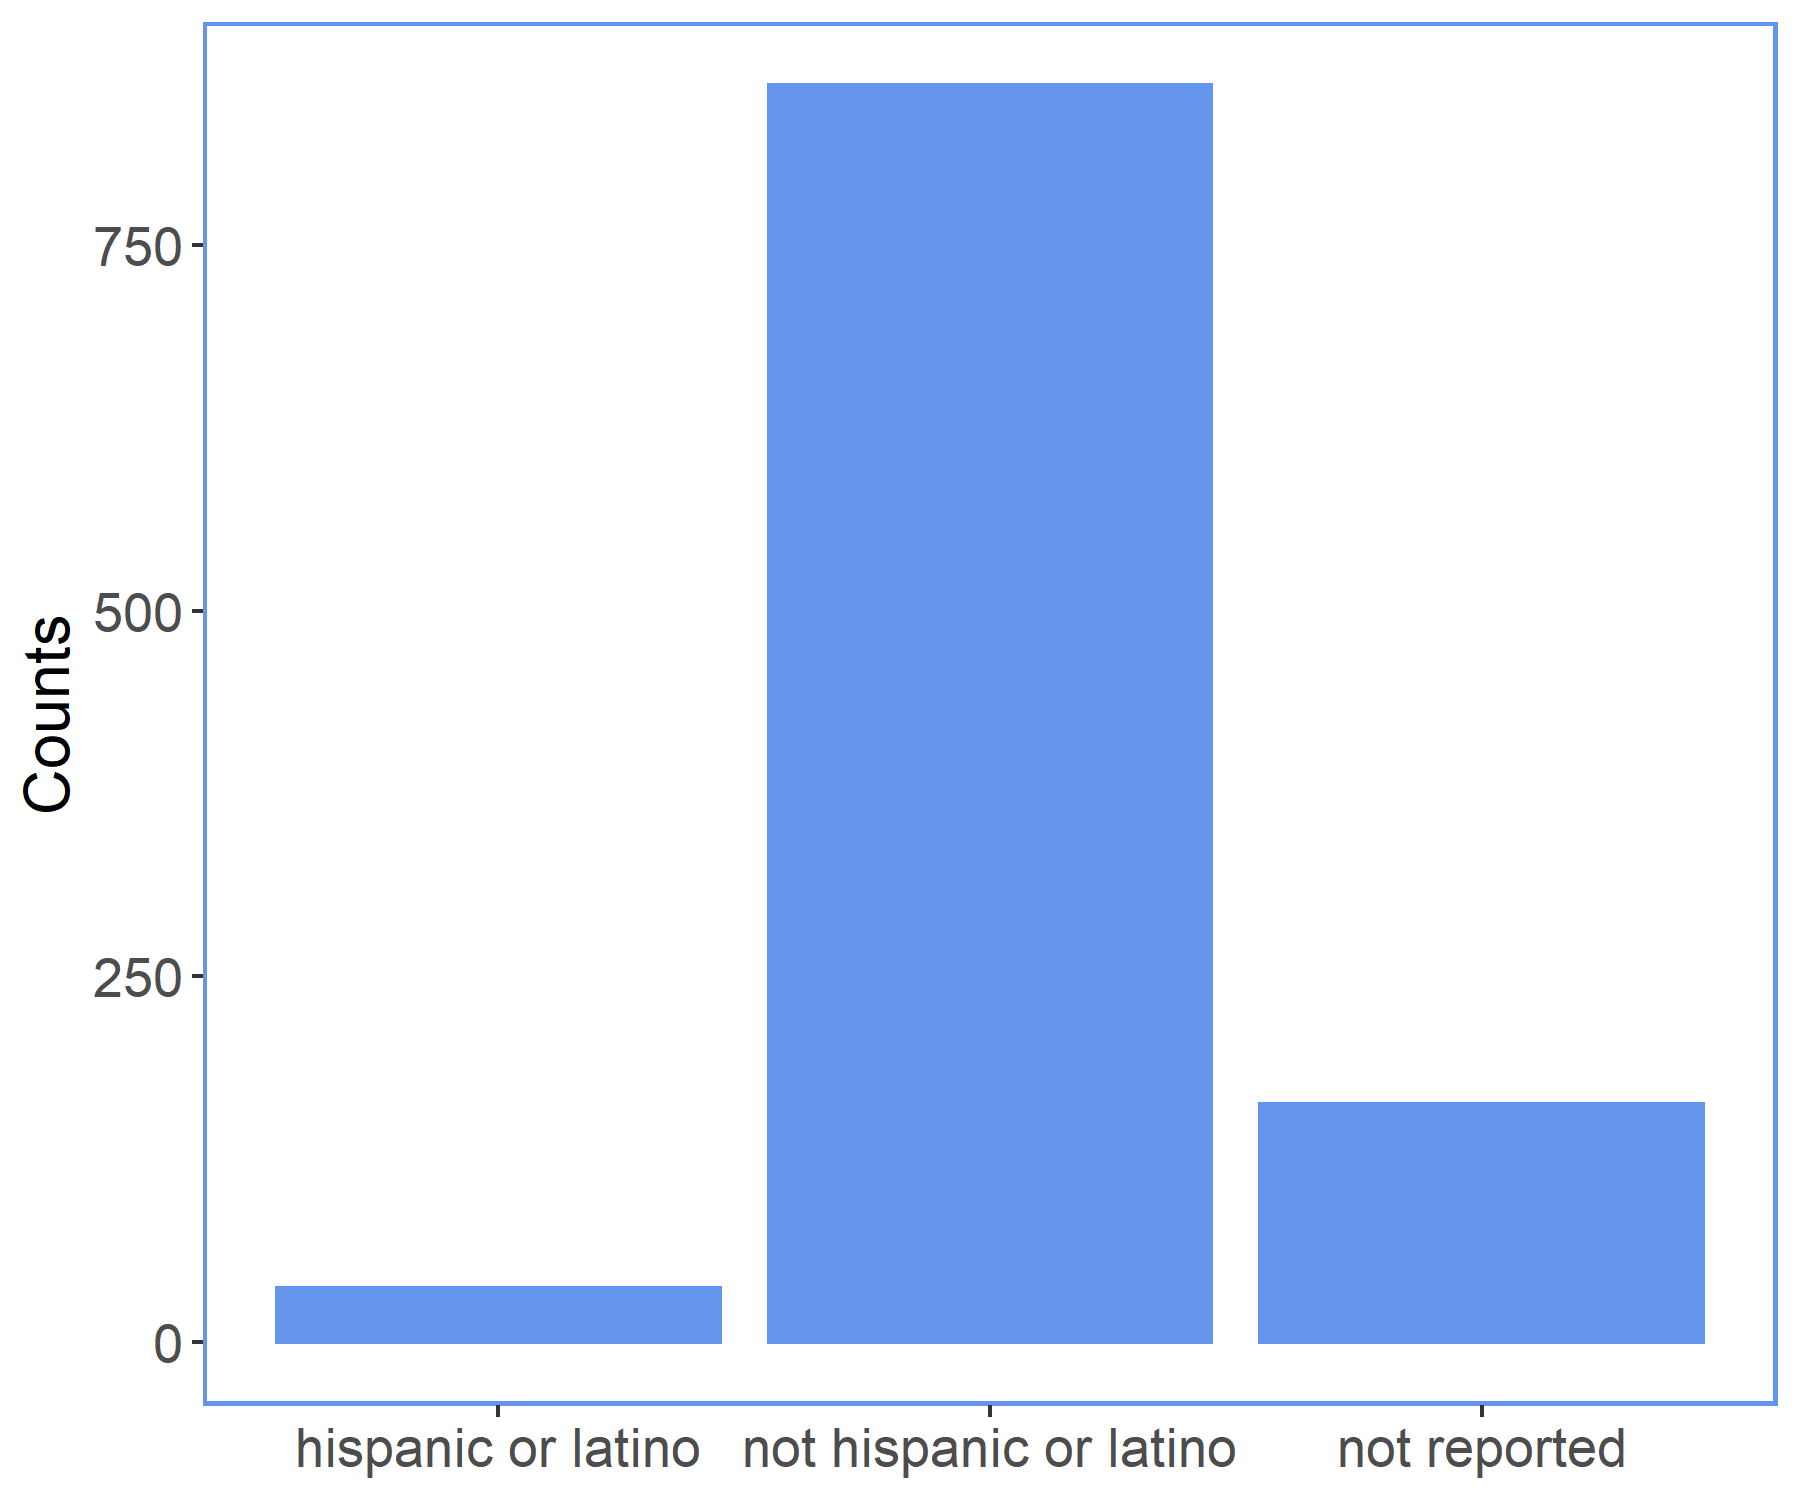 Counts
750
500
250
0
hispanic or latino
not hispanic or latino
not reported